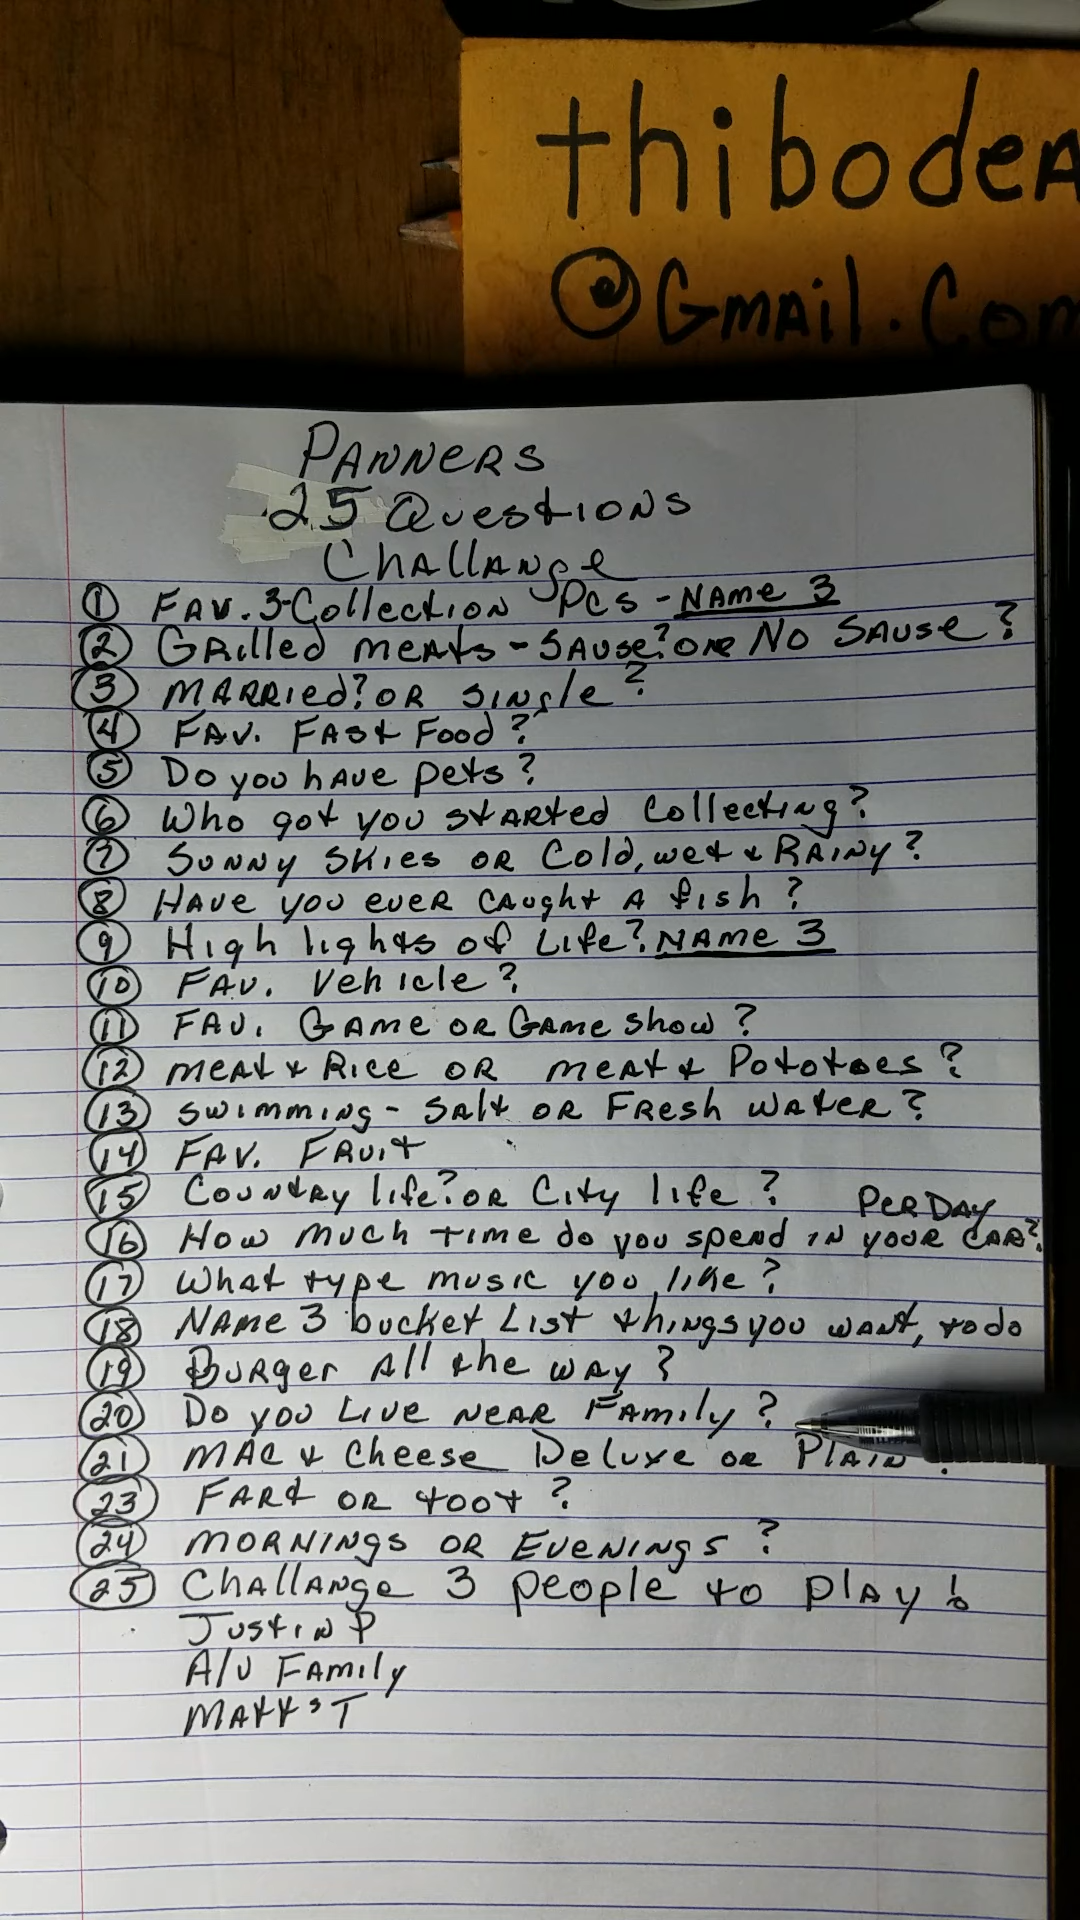 thibodeA
@GMAil.Com
PANNERS
25 QuestioNS
ChAllANge
① FAV. 3-CollectioN Pcs - NAMe 3
② GRilled meAts - SAuse? ore No SAuse?
③ mARRied? oR siNgle?
④ FAV. FAst Food?
⑤ Do you hAve pets?
⑥ Who got you stARted Collecting?
⑦ SuNNy SKies oR Cold, wet & RAiNy?
⑧ HAve you eveR CAught A fish?
⑨ High lights of Life? NAMe 3
⑩ FAV. Vehicle?
⑪ FAV. GAMe oR GAMe show?
⑫ meAt & Rice oR meAt & Pototoes?
⑬ swimmiNg - SAlt oR FResh wAteR?
⑭ FAV. FRuit
⑮ CouNtRy life? oR City life?
PeR DAy
⑯ How much time do you speNd iN youR CAR?
⑰ WhAt type music you like?
⑱ NAMe 3 bucket List things you wANt, to do
⑲ BuRgeR All the wAy?
⑳ Do you Live NeAR FAmily?
㉑ MAc & Cheese Deluxe oR PlAiN?
㉓ FARt oR toot?
㉔ MoRNiNgs oR EveNiNgs?
㉕ ChAllANge 3 people to plAy!
JustiN P
A/U FAmily
MAtt's T